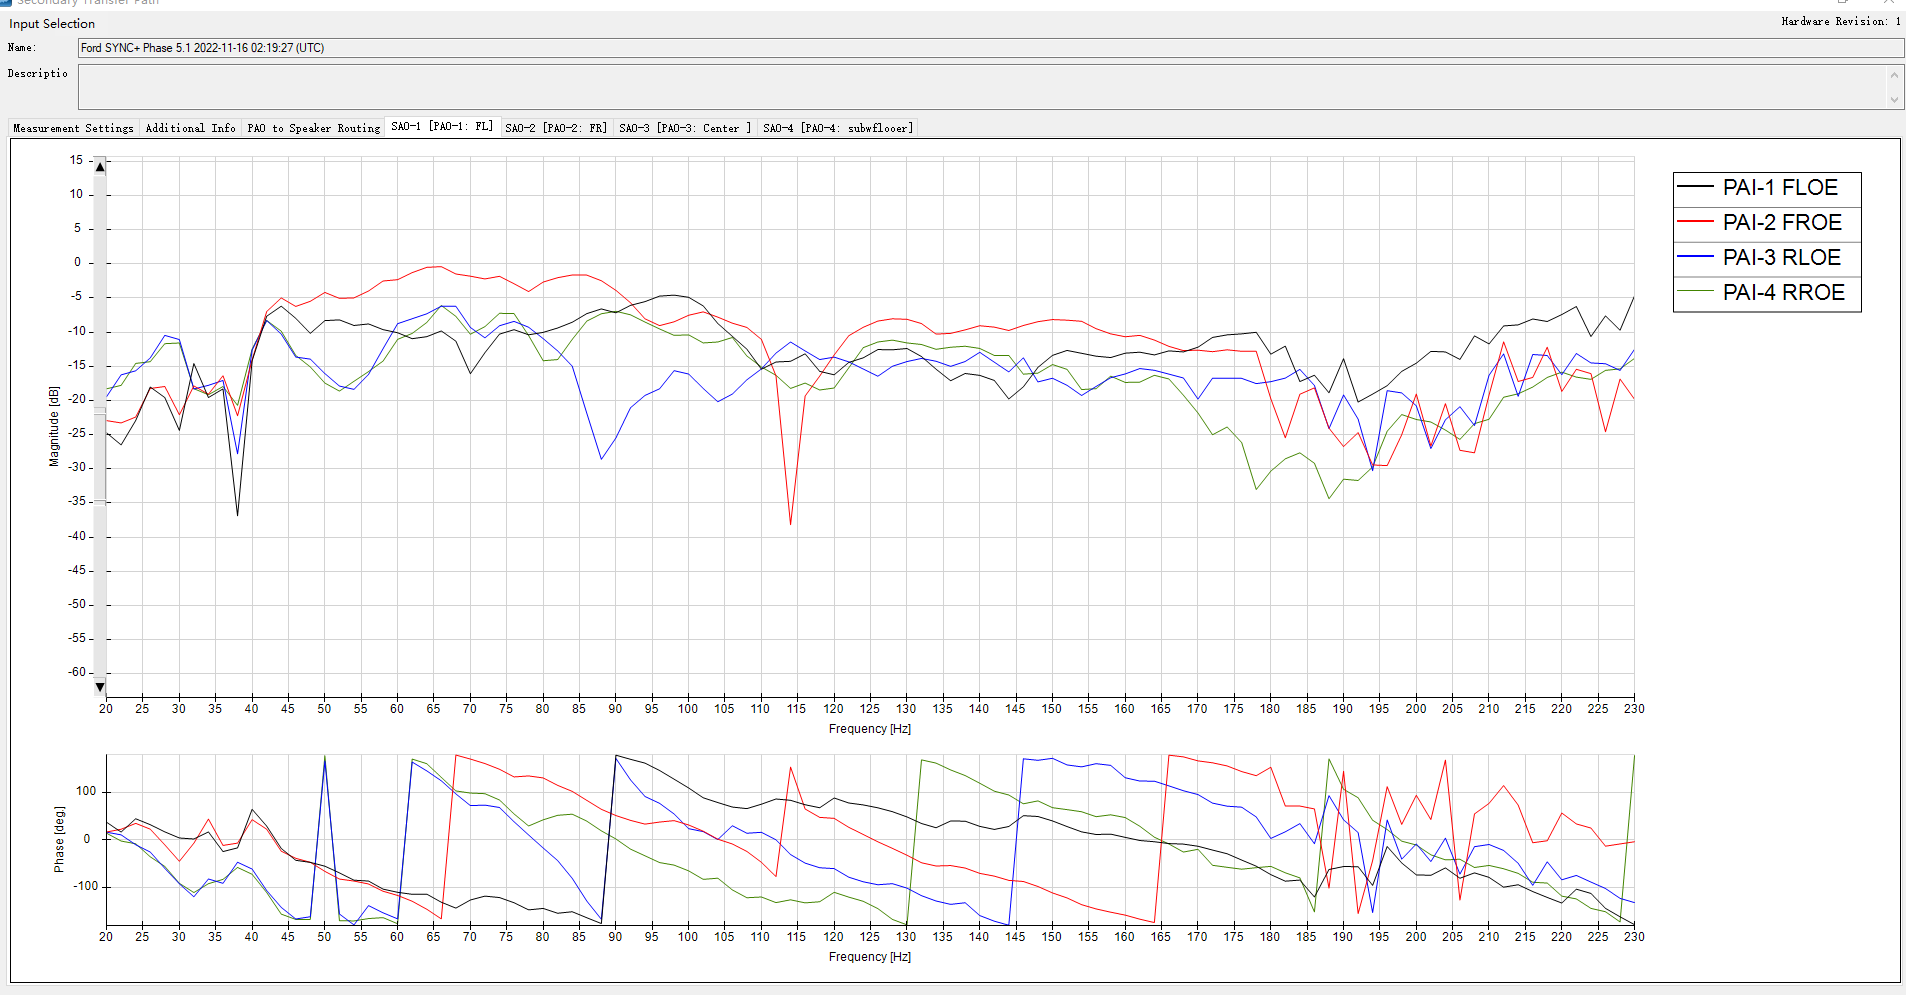 Secondary Transfer Path
Input Selection
Hardware Revision: 1
Name:
Ford SYNC+ Phase 5.1 2022-11-16 02:19:27 (UTC)
Descriptio
Measurement Settings Additional Info PAO to Speaker Routing SAO-1 [PAO-1: FL] SAO-2 [PAO-2: FR] SAO-3 [PAO-3: Center ] SAO-4 [PAO-4: subwflooer]
15
10
5
0
-5
-10
-15
-20
-25
-30
-35
-40
-45
-50
-55
-60
Magnitude [dB]
20 25 30 35 40 45 50 55 60 65 70 75 80 85 90 95 100 105 110 115 120 125 130 135 140 145 150 155 160 165 170 175 180 185 190 195 200 205 210 215 220 225 230
Frequency [Hz]
PAI-1 FLOE
PAI-2 FROE
PAI-3 RLOE
PAI-4 RROE
100
0
-100
Phase [deg]
20 25 30 35 40 45 50 55 60 65 70 75 80 85 90 95 100 105 110 115 120 125 130 135 140 145 150 155 160 165 170 175 180 185 190 195 200 205 210 215 220 225 230
Frequency [Hz]